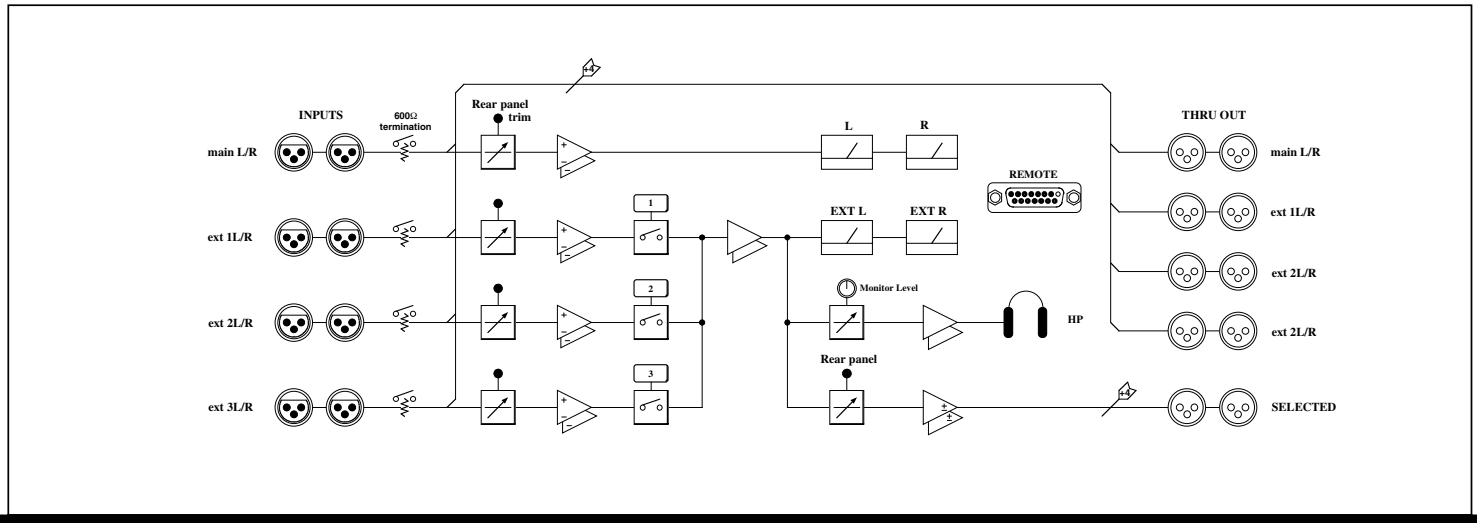 +4
INPUTS
600Ω
termination
Rear panel
trim
L
R
THRU OUT
main L/R
+
−
−
main L/R
REMOTE
1
EXT L
EXT R
ext 1L/R
ext 1L/R
+
−
−
2
Monitor Level
ext 2L/R
ext 2L/R
+
−
−
HP
ext 2L/R
3
Rear panel
+4
ext 3L/R
+
−
−
±
±
SELECTED